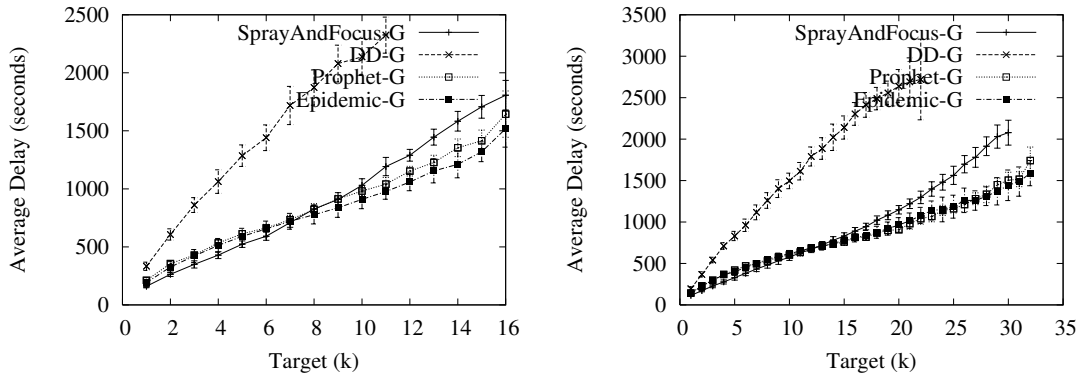 2500
2000
1500
1000
500
0
Average Delay (seconds)
SprayAndFocus-G
DD-G
Prophet-G
Epidemic-G
0 2 4 6 8 10 12 14 16
Target (k)
3500
3000
2500
2000
1500
1000
500
0
Average Delay (seconds)
SprayAndFocus-G
DD-G
Prophet-G
Epidemic-G
0 5 10 15 20 25 30 35
Target (k)